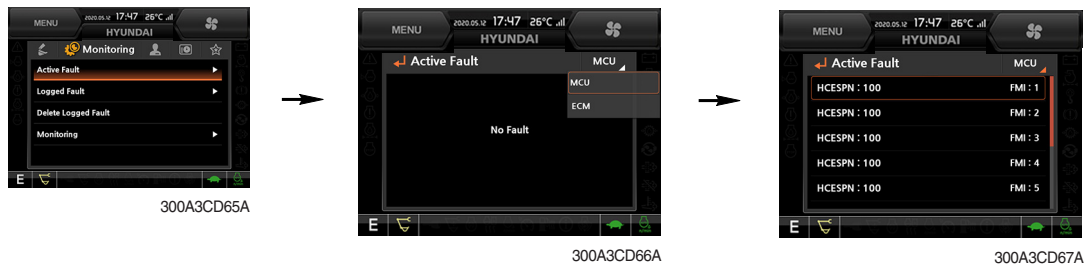 MENU
2020.05.12 17:47 26°C
HYUNDAI
Monitoring
Active Fault
Logged Fault
Delete Logged Fault
Monitoring
E
300A3CD65A
MENU
2020.05.12 17:47 26°C
HYUNDAI
Active Fault MCU
MCU
ECM
No Fault
E
300A3CD66A
MENU
2020.05.12 17:47 26°C
HYUNDAI
Active Fault MCU
HCESPN : 100 FMI : 1
HCESPN : 100 FMI : 2
HCESPN : 100 FMI : 3
HCESPN : 100 FMI : 4
HCESPN : 100 FMI : 5
E
300A3CD67A